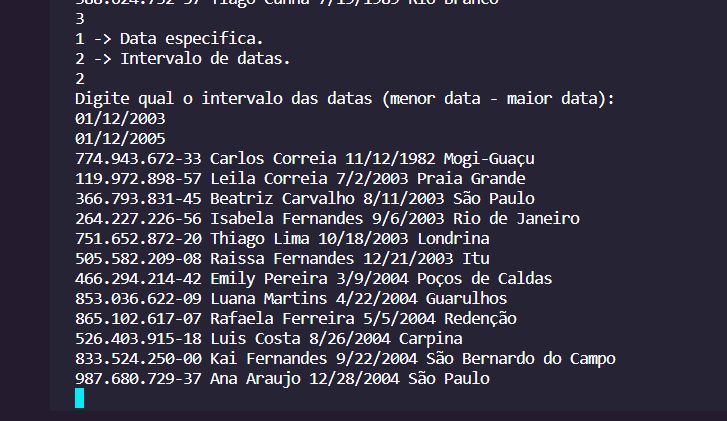 388.024.752-57 Thiago Cunha 7/19/1989 Rio Branco
3
1 -> Data especifica.
2 -> Intervalo de datas.
2
Digite qual o intervalo das datas (menor data - maior data):
01/12/2003
01/12/2005
774.943.672-33 Carlos Correia 11/12/1982 Mogi-Guaçu
119.972.898-57 Leila Correia 7/2/2003 Praia Grande
366.793.831-45 Beatriz Carvalho 8/11/2003 São Paulo
264.227.226-56 Isabela Fernandes 9/6/2003 Rio de Janeiro
751.652.872-20 Thiago Lima 10/18/2003 Londrina
505.582.209-08 Raissa Fernandes 12/21/2003 Itu
466.294.214-42 Emily Pereira 3/9/2004 Poços de Caldas
853.036.622-09 Luana Martins 4/22/2004 Guarulhos
865.102.617-07 Rafaela Ferreira 5/5/2004 Redenção
526.403.915-18 Luis Costa 8/26/2004 Carpina
833.524.250-00 Kai Fernandes 9/22/2004 São Bernardo do Campo
987.680.729-37 Ana Araujo 12/28/2004 São Paulo